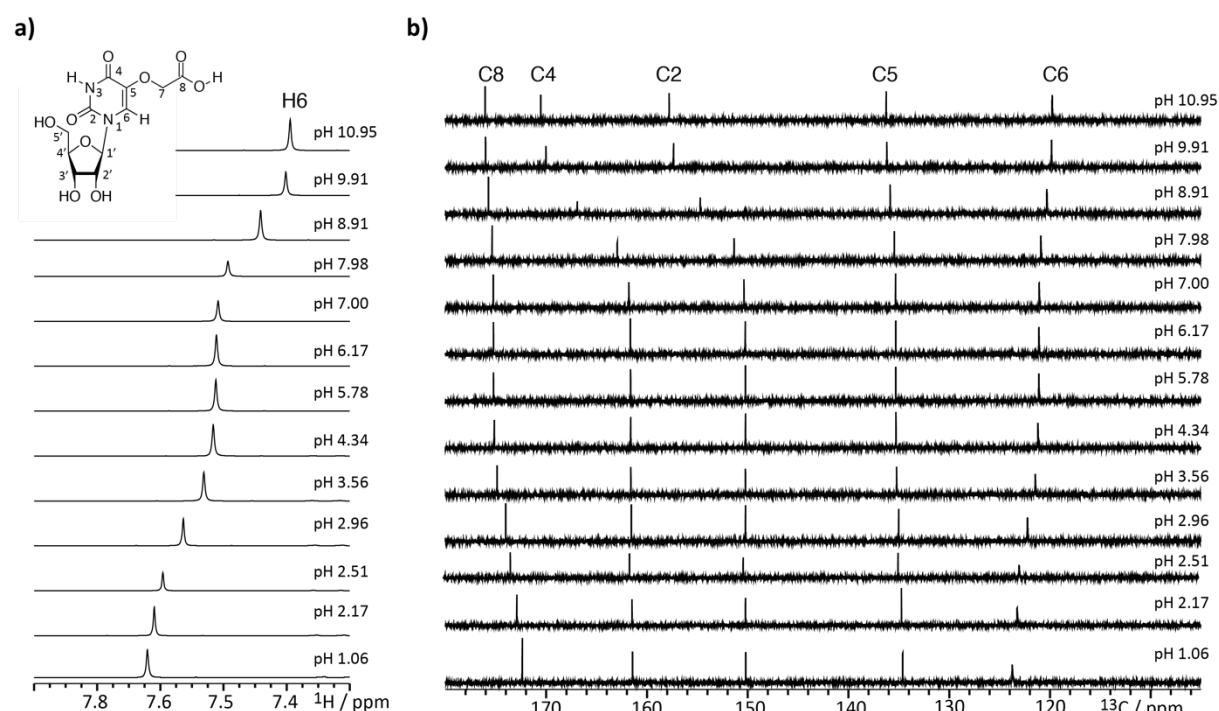 a)
O
O
H
4
O
8
O
H
N
3
5
7
2
1
6
O
N
H
HO
5'
O
4'
1'
3'
2'
HO
OH
H6
pH 10.95
pH 9.91
pH 8.91
pH 7.98
pH 7.00
pH 6.17
pH 5.78
pH 4.34
pH 3.56
pH 2.96
pH 2.51
pH 2.17
pH 1.06
7.8
7.6
7.5
7.4
¹H / ppm
b)
C8
C4
C2
C5
C6
pH 10.95
pH 9.91
pH 8.91
pH 7.98
pH 7.00
pH 6.17
pH 5.78
pH 4.34
pH 3.56
pH 2.96
pH 2.51
pH 2.17
pH 1.06
170
160
150
140
130
120
¹³C / ppm